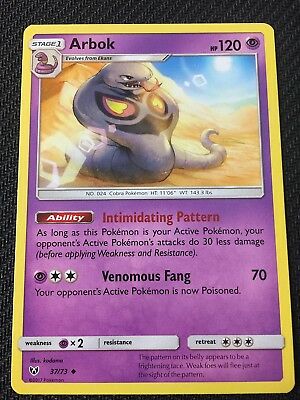 STAGE 1 Arbok HP 120
Evolves from Ekans
NO. 024 Cobra Pokémon HT: 11'06" WT: 143.3 lbs
Ability Intimidating Pattern
As long as this Pokémon is your Active Pokémon, your
opponent's Active Pokémon's attacks do 30 less damage
(before applying Weakness and Resistance).
Venomous Fang 70
Your opponent's Active Pokémon is now Poisoned.
weakness × 2 resistance retreat
Illus. kodama
37/73
©2017 Pokémon
The pattern on its belly appears to be a
frightening face. Weak foes will flee just at
the sight of the pattern.